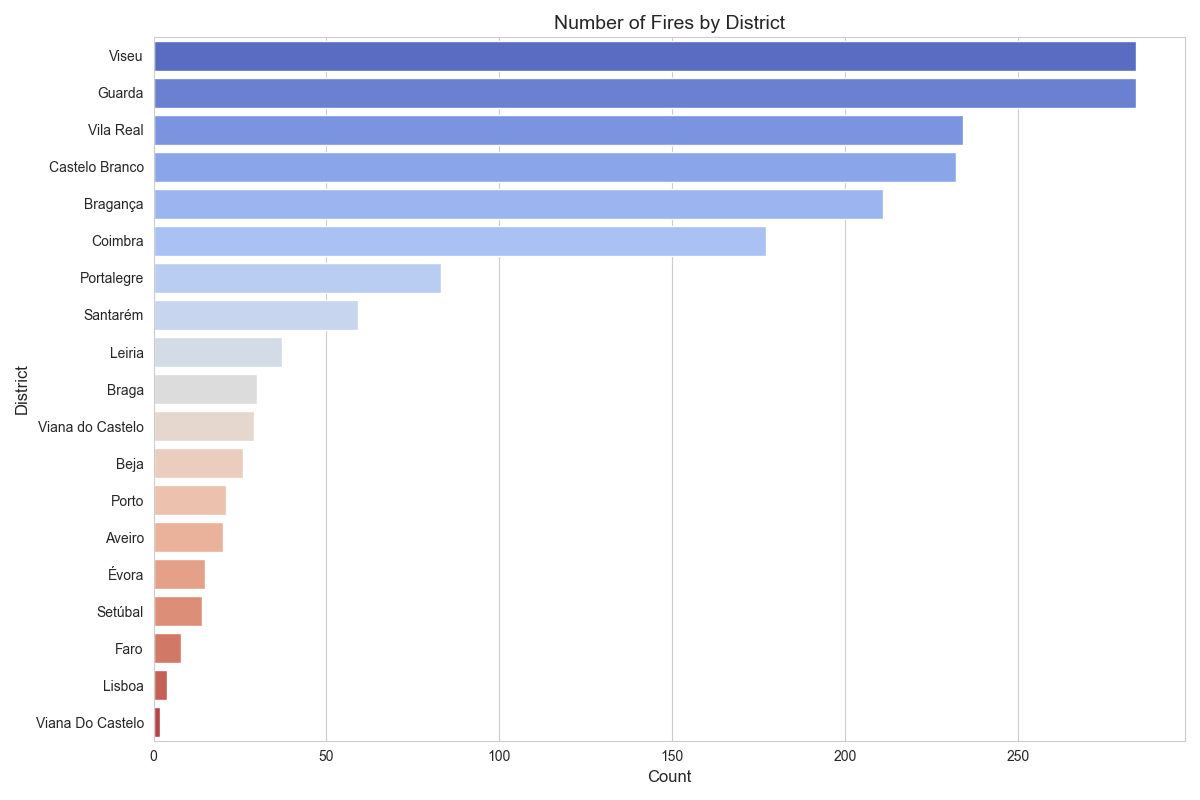 Number of Fires by District
District
Viseu
Guarda
Vila Real
Castelo Branco
Bragança
Coimbra
Portalegre
Santarém
Leiria
Braga
Viana do Castelo
Beja
Porto
Aveiro
Évora
Setúbal
Faro
Lisboa
Viana Do Castelo
0 50 100 150 200 250
Count